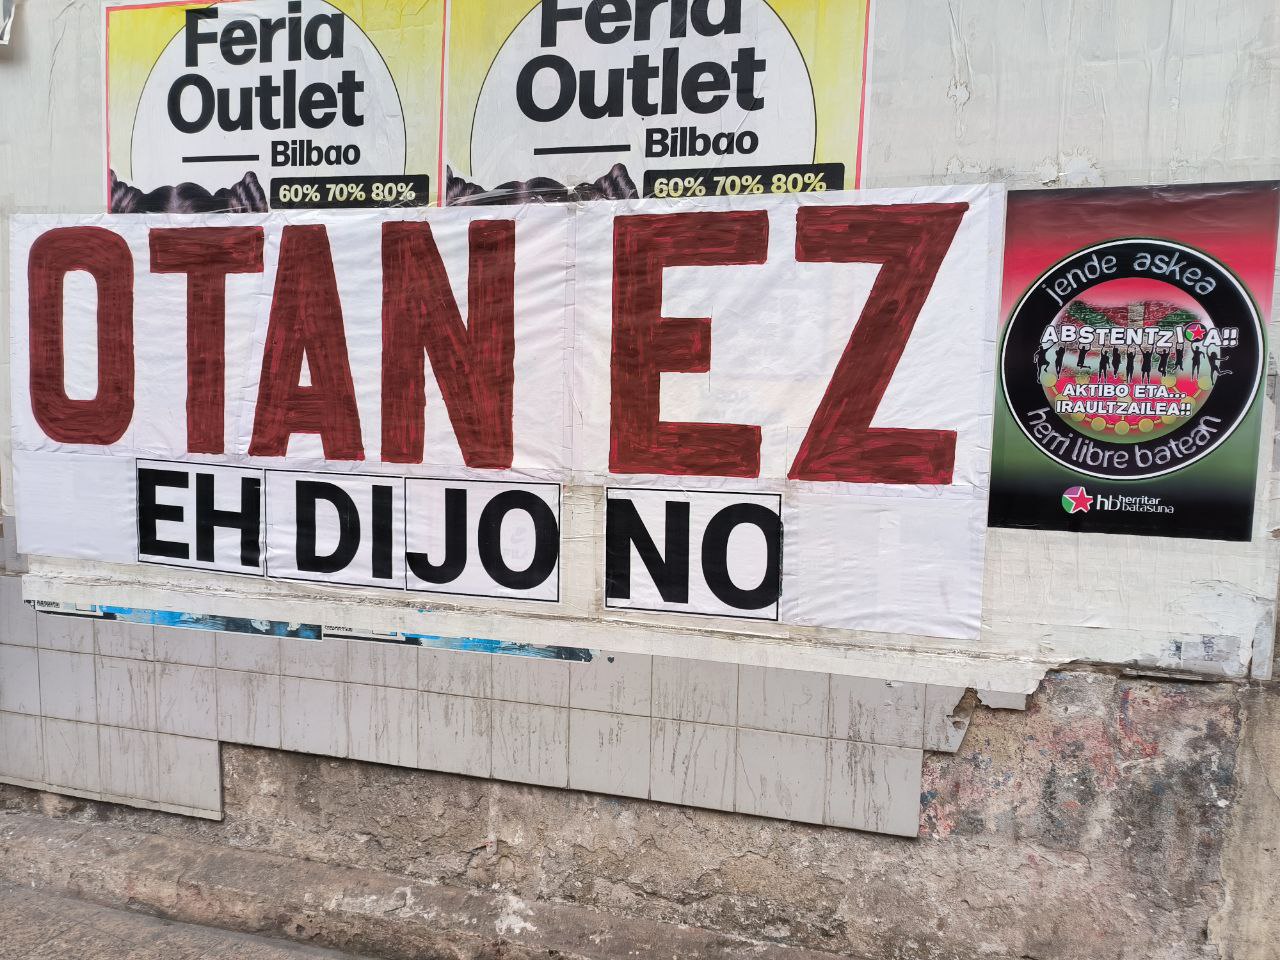 Feria
Outlet
Bilbao
60% 70% 80%
Feria
Outlet
Bilbao
60% 70% 80%
OTAN EZ
EH DIJO NO
jende askea
ABSTENTZIOA!!
AKTIBO ETA...
IRAULTZAILEA!!
herri libre batean
hb herritar
batasuna